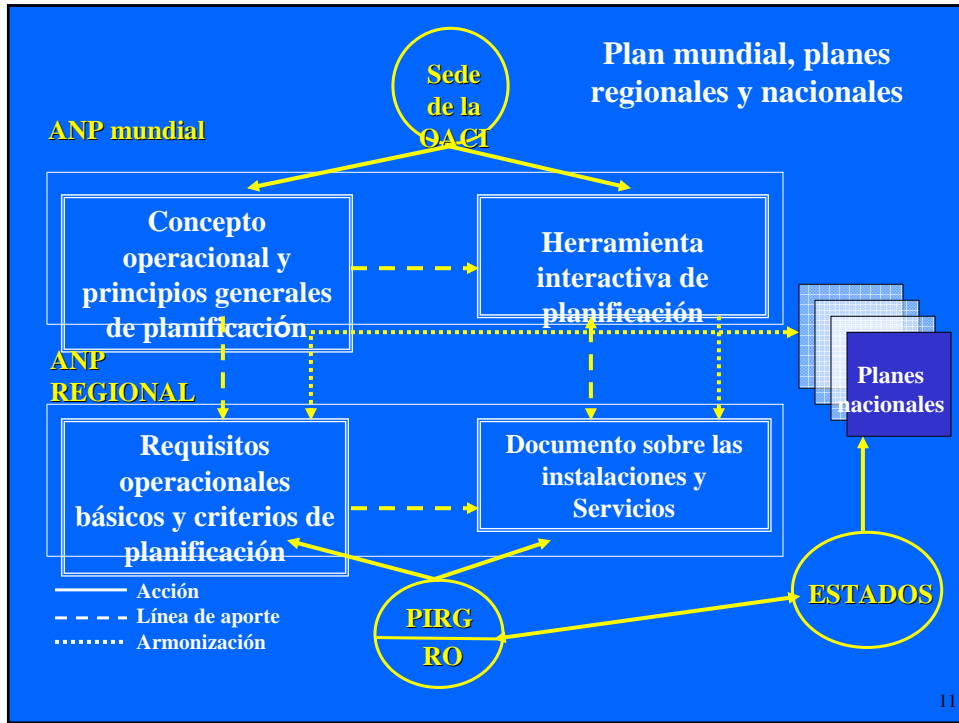 Plan mundial, planes
regionales y nacionales
Sede
de la
OACI
ANP mundial
Concepto
operacional y
principios generales
de planificación
Herramienta
interactiva de
planificación
ANP
REGIONAL
Planes
nacionales
Requisitos
operacionales
básicos y criterios de
planificación
Documento sobre las
instalaciones y
Servicios
Acción
Línea de aporte
Armonización
PIRG
RO
ESTADOS
11